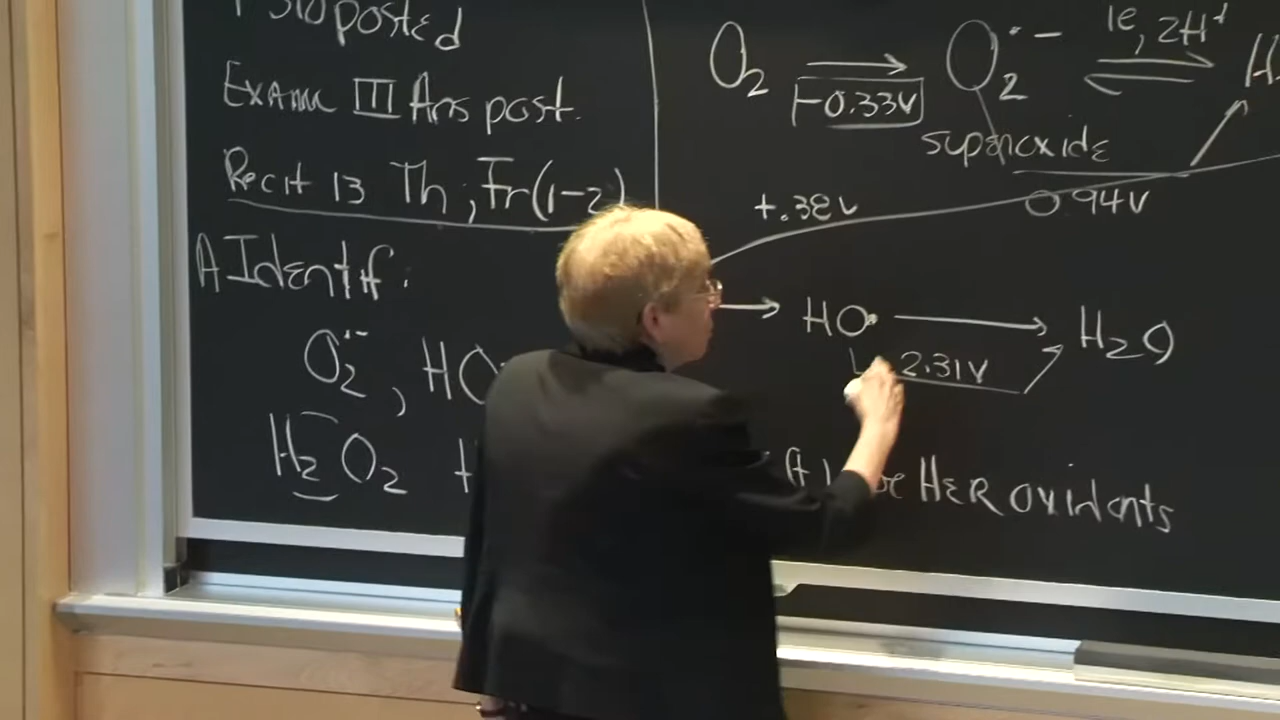 posted
Exam III Ans post.
Recit 13 Th; Fr(1-2)
A Identif:
O2·-, HO
H2O2
O2 → O2·- ⇌ H
-0.33V
1e, 2H+
superoxide
+.38V
0.94V
→ HO· → H2O
2.31V
HER oxidants